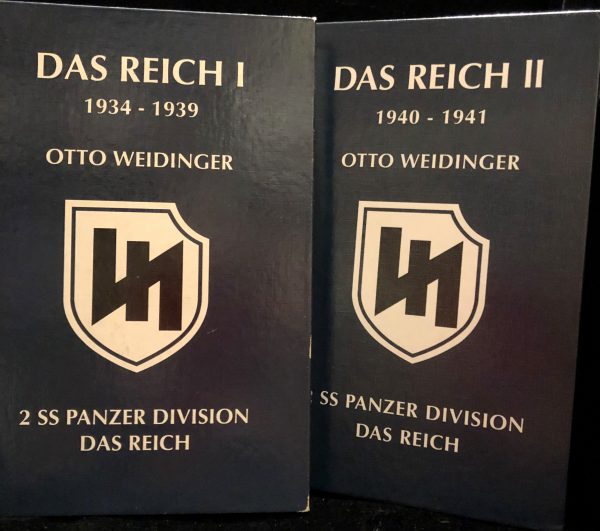 DAS REICH I
1934 - 1939
OTTO WEIDINGER
2 SS PANZER DIVISION
DAS REICH
DAS REICH II
1940 - 1941
OTTO WEIDINGER
SS PANZER DIVISION
DAS REICH